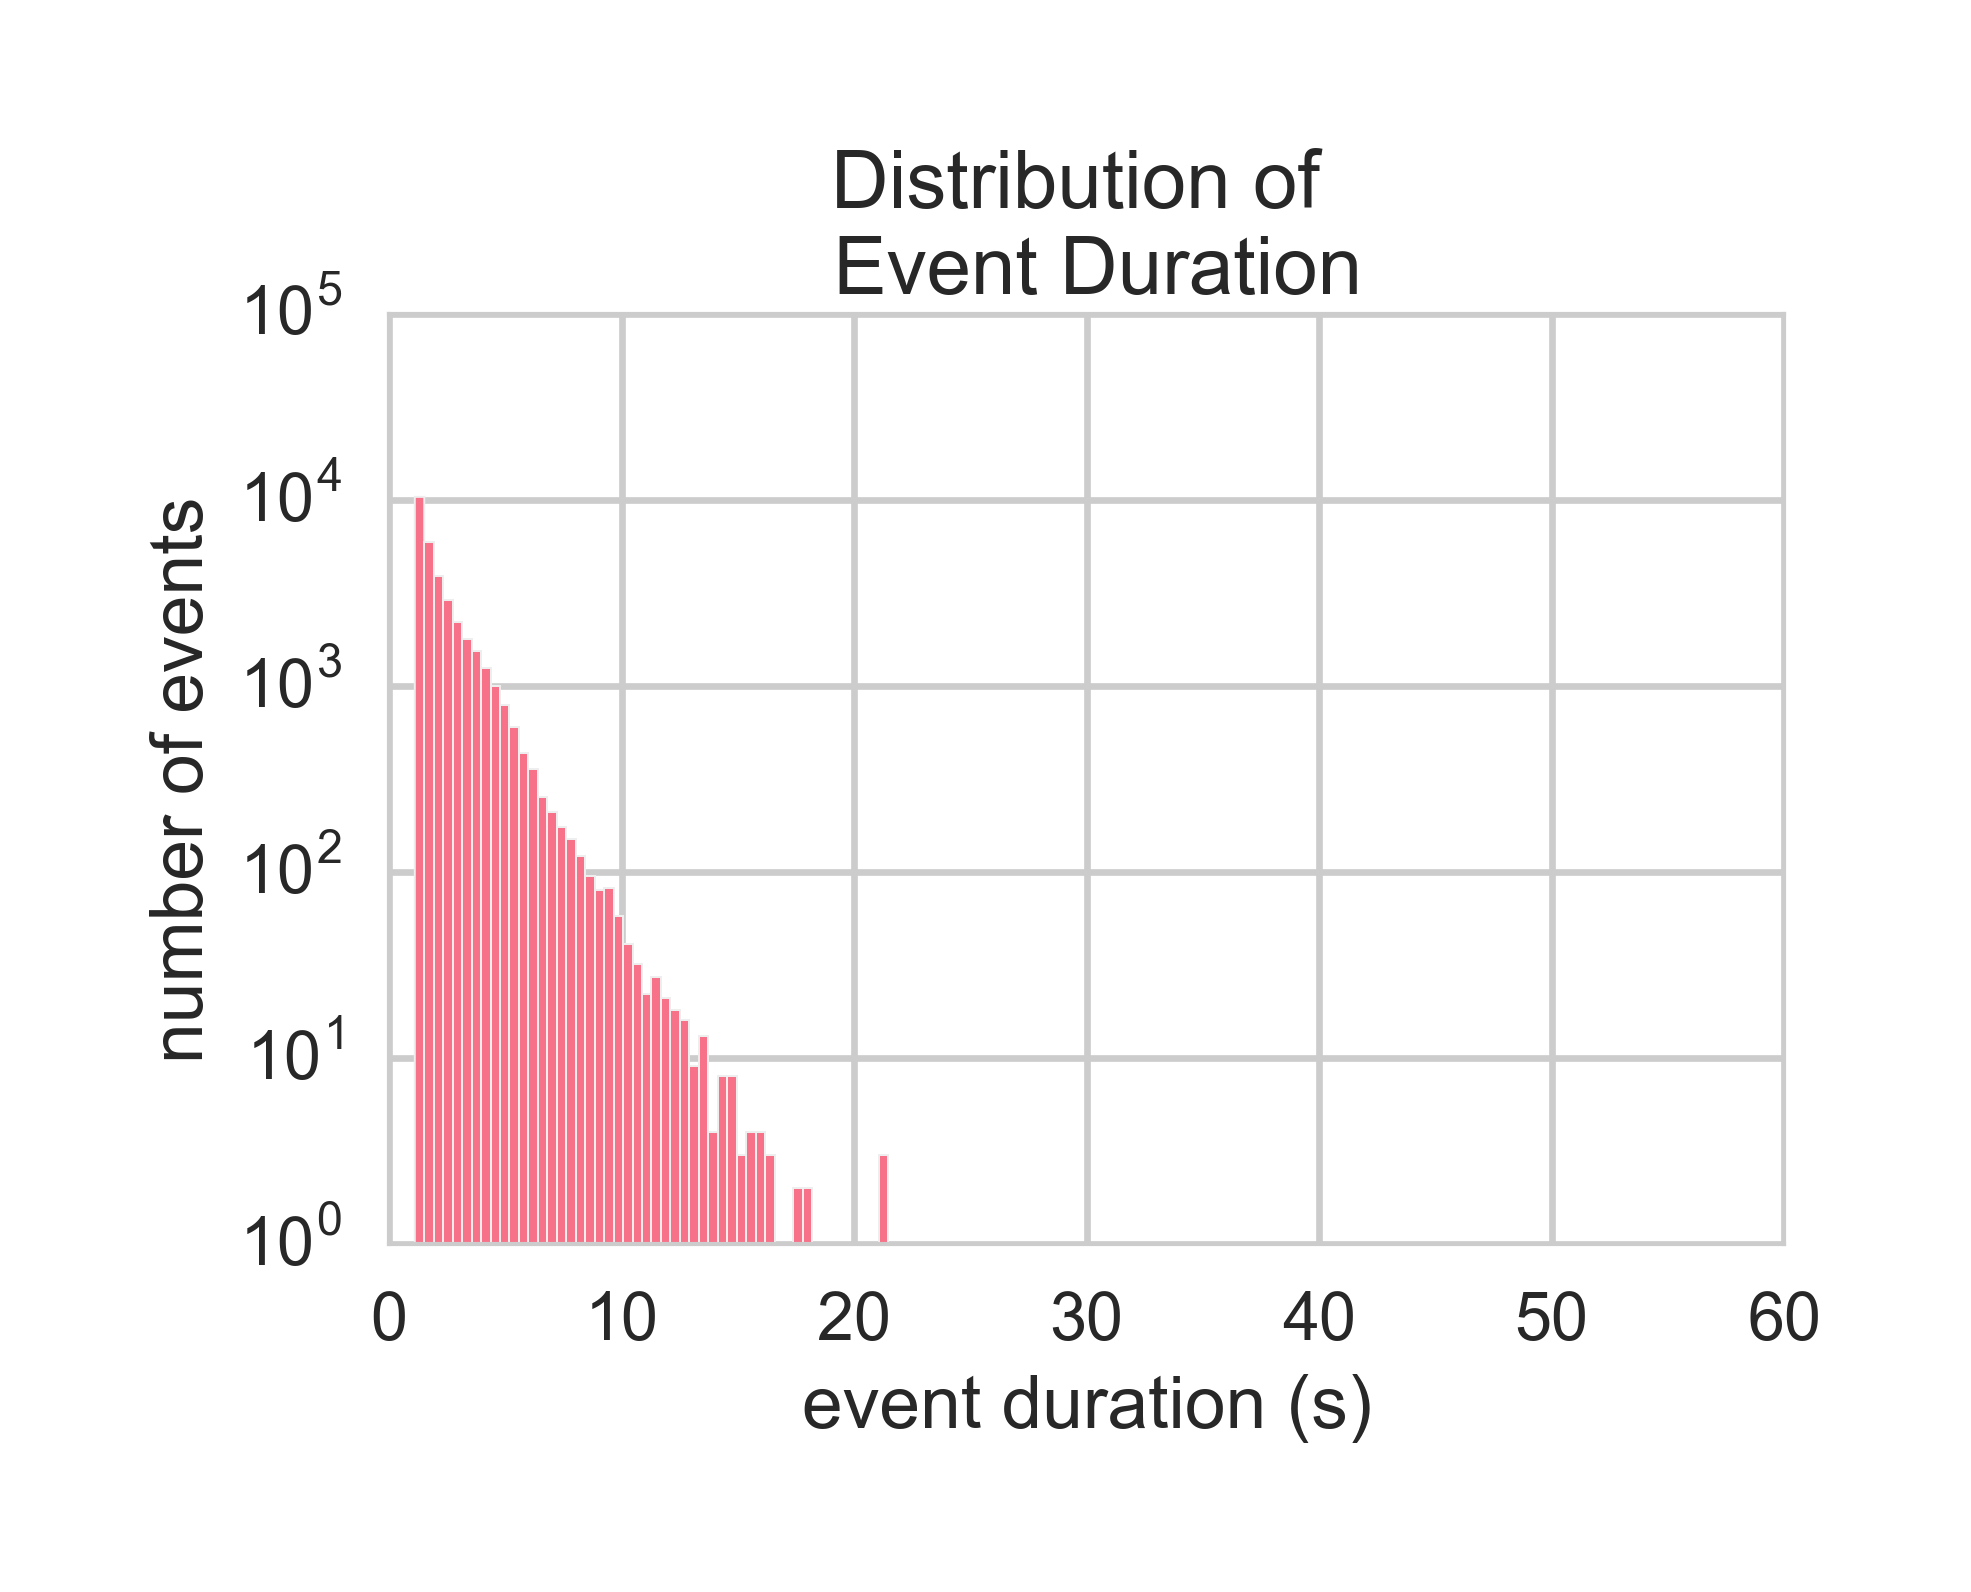 Distribution of
Event Duration
10^5
10^4
10^3
10^2
10^1
10^0
number of events
0 10 20 30 40 50 60
event duration (s)